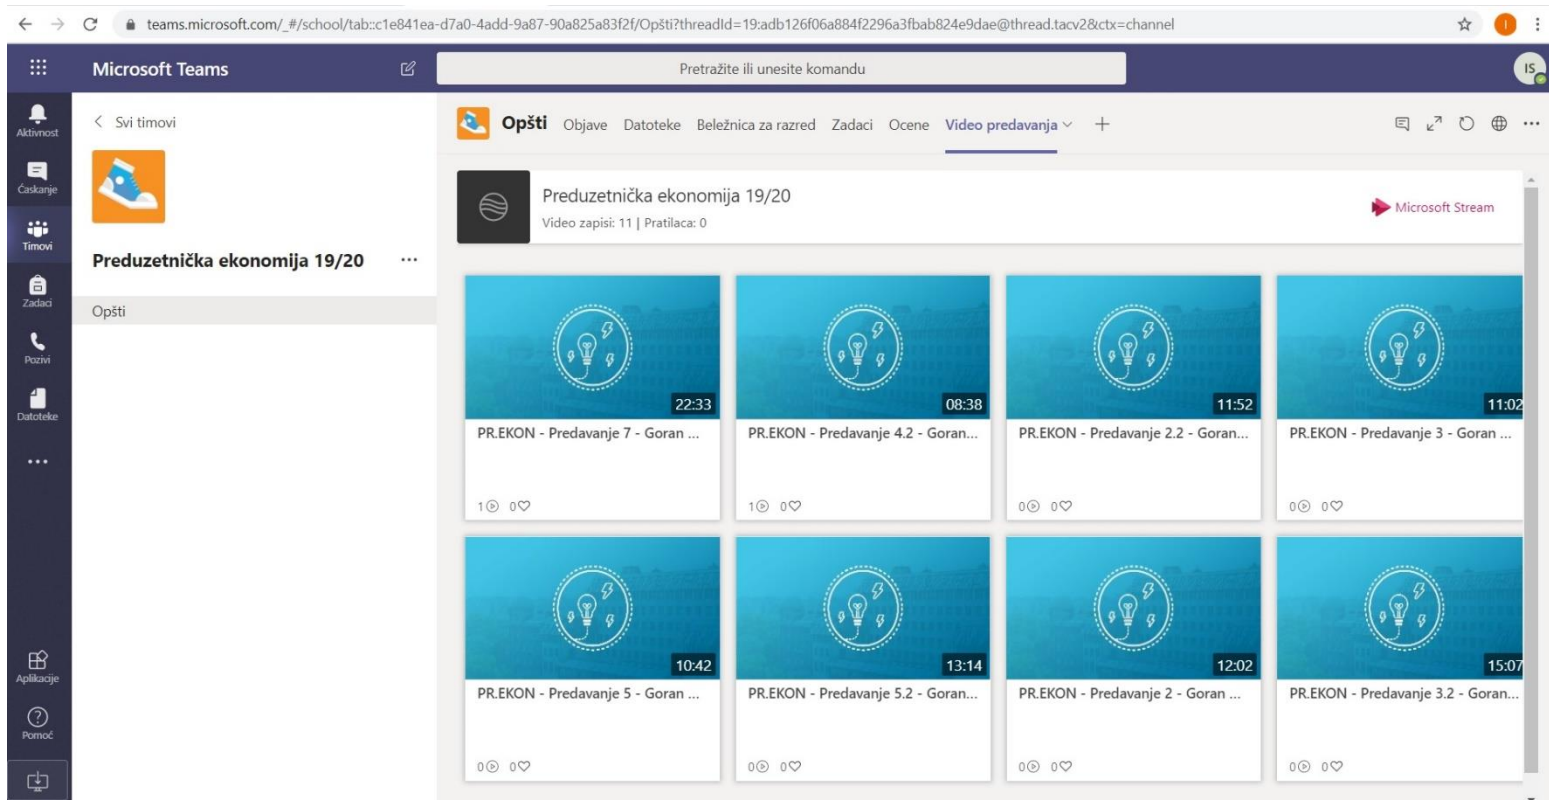 teams.microsoft.com/_#/school/tab::c1e841ea-d7a0-4add-9a87-90a825a83f2f/Opšti?threadId=19:adb126f06a884f2296a3fbab824e9dae@thread.tacv2&ctx=channel
I
Microsoft Teams
Pretražite ili unesite komandu
IS
Aktivnost
Ćaskanje
Timovi
Zadaci
Pozivi
Datoteke
Aplikacije
Pomoć
Svi timovi
Preduzetnička ekonomija 19/20
Opšti
Opšti Objave Datoteke Beležnica za razred Zadaci Ocene Video predavanja
Preduzetnička ekonomija 19/20
Video zapisi: 11 | Pratilaca: 0
Microsoft Stream
22:33
PR.EKON - Predavanje 7 - Goran ...
1 0
08:38
PR.EKON - Predavanje 4.2 - Goran...
1 0
11:52
PR.EKON - Predavanje 2.2 - Goran...
0 0
11:02
PR.EKON - Predavanje 3 - Goran ...
0 0
10:42
PR.EKON - Predavanje 5 - Goran ...
0 0
13:14
PR.EKON - Predavanje 5.2 - Goran...
0 0
12:02
PR.EKON - Predavanje 2 - Goran ...
0 0
15:07
PR.EKON - Predavanje 3.2 - Goran...
0 0